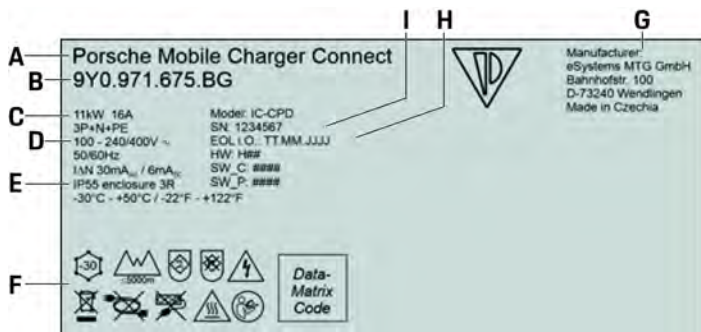 I H G
A Porsche Mobile Charger Connect
B 9Y0.971.675.BG
Manufacturer:
eSystems MTG GmbH
Bahnhofstr. 100
D-73240 Wendlingen
Made in Czechia
C 11kW 16A
3P+N+PE
D 100 - 240/400V ~
50/60Hz
IΔN 30mA AC / 6mA DC
E IP55 enclosure 3R
-30°C - +50°C / -22°F - +122°F
Model: IC-CPD
SN: 1234567
EOL i.O.: TT.MM.JJJJ
HW: H##
SW_C: ####
SW_P: ####
F
-30
≤5000m
Data-
Matrix
Code